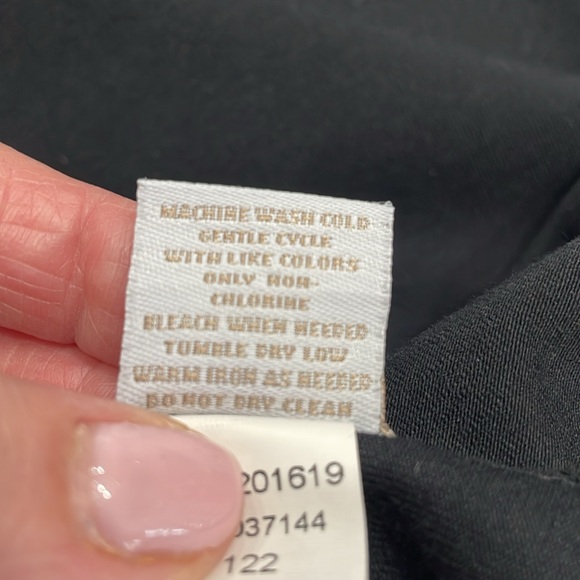 MACHINE WASH COLD
GENTLE CYCLE
WITH LIKE COLORS
ONLY NON-
CHLORINE
BLEACH WHEN NEEDED
TUMBLE DRY LOW
WARM IRON AS NEEDED
DO NOT DRY CLEAN
201619
037144
122